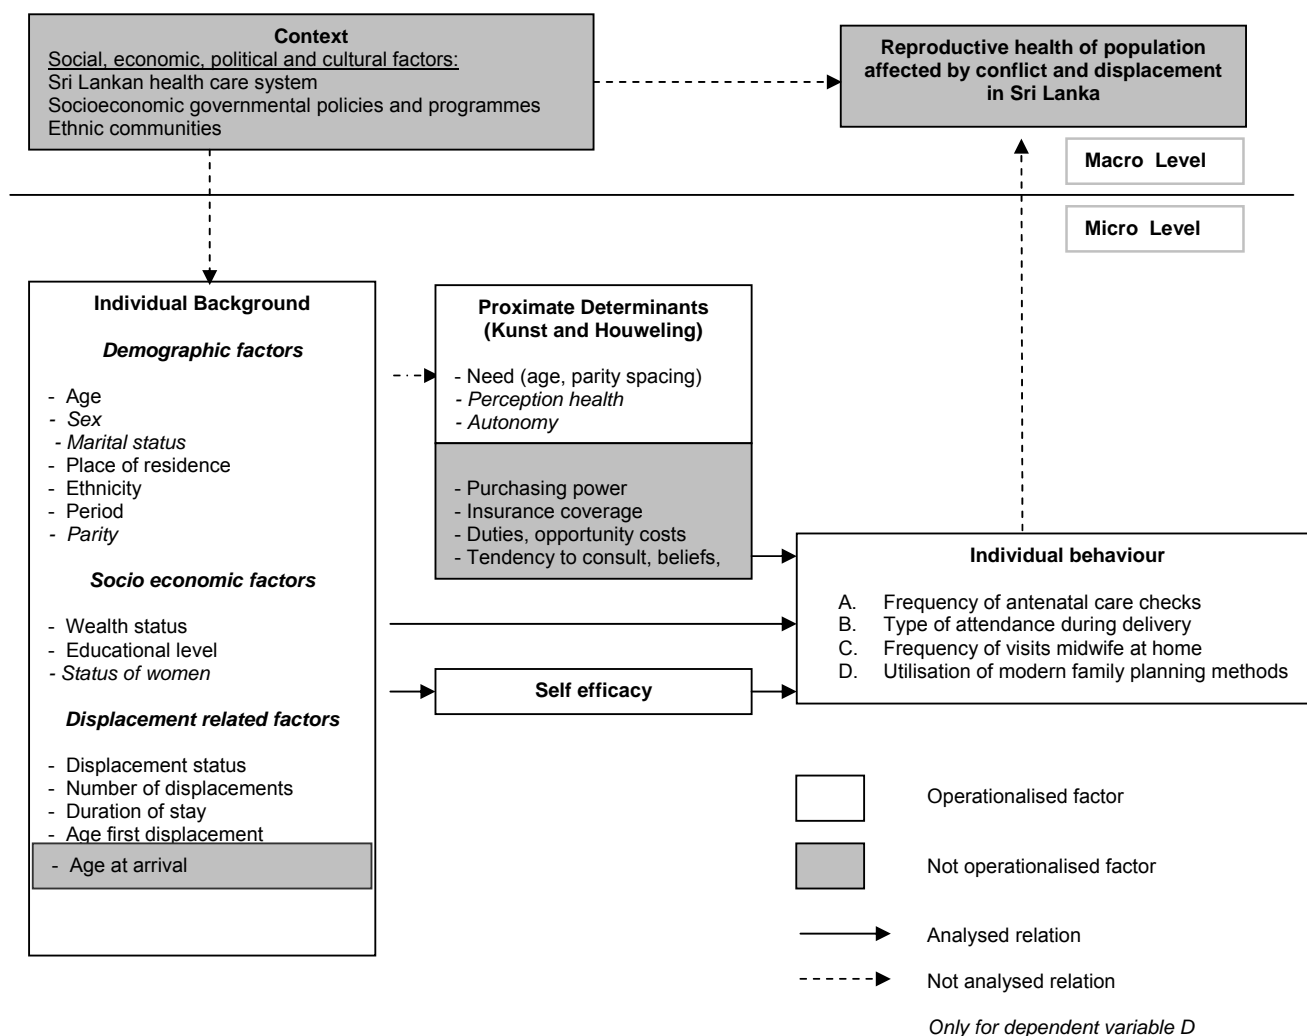 Context
Social, economic, political and cultural factors:
Sri Lankan health care system
Socioeconomic governmental policies and programmes
Ethnic communities
Reproductive health of population
affected by conflict and displacement
in Sri Lanka
Macro Level
Micro Level
Individual Background
Demographic factors
- Age
- Sex
- Marital status
- Place of residence
- Ethnicity
- Period
- Parity
Socio economic factors
- Wealth status
- Educational level
- Status of women
Displacement related factors
- Displacement status
- Number of displacements
- Duration of stay
- Age first displacement
- Age at arrival
Proximate Determinants
(Kunst and Houweling)
- Need (age, parity spacing)
- Perception health
- Autonomy
- Purchasing power
- Insurance coverage
- Duties, opportunity costs
- Tendency to consult, beliefs,
Self efficacy
Individual behaviour
A. Frequency of antenatal care checks
B. Type of attendance during delivery
C. Frequency of visits midwife at home
D. Utilisation of modern family planning methods
Operationalised factor
Not operationalised factor
Analysed relation
Not analysed relation
Only for dependent variable D